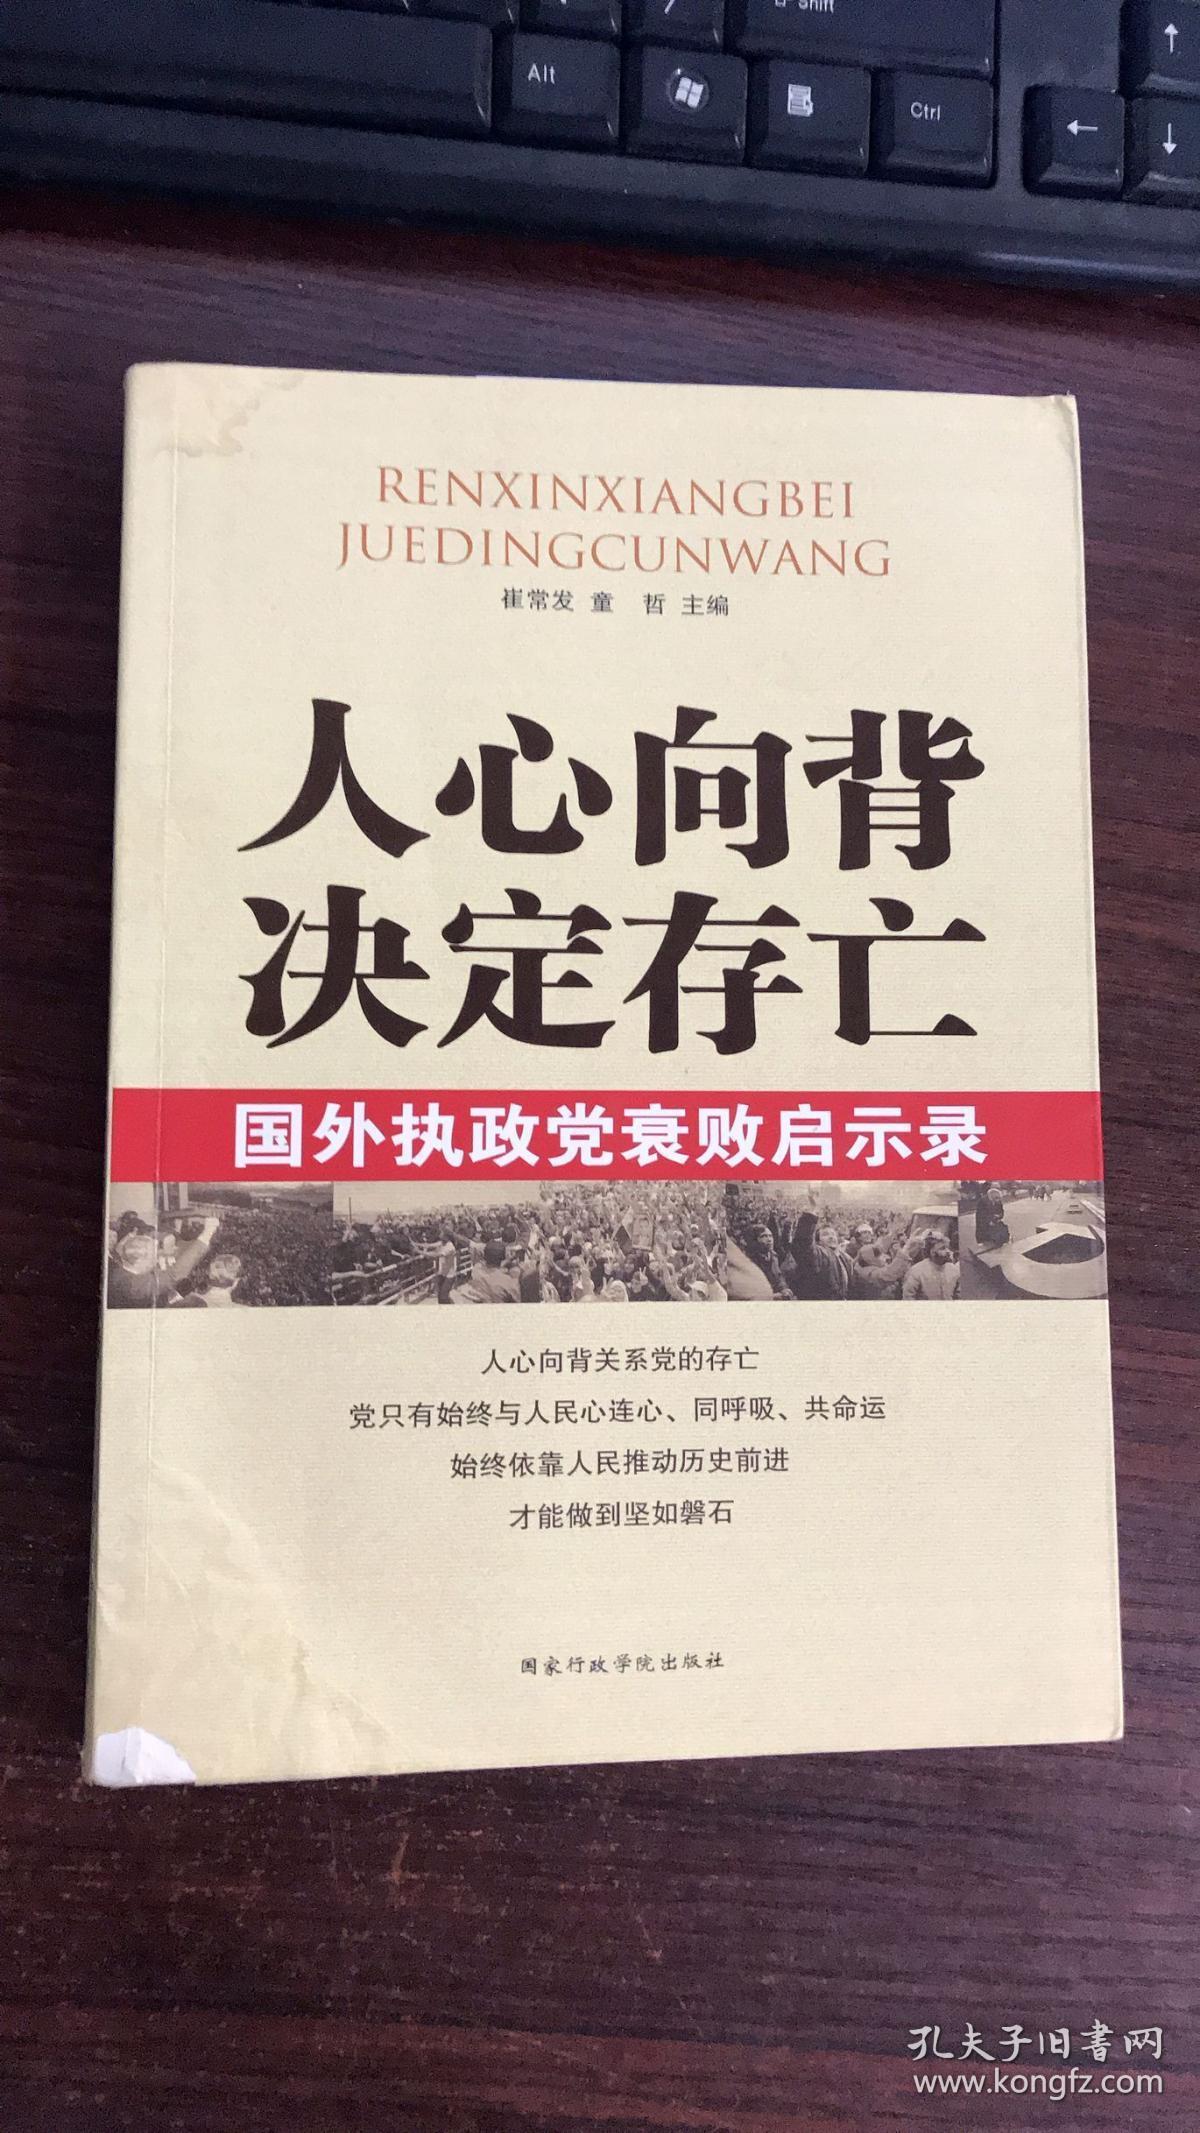 Shift
Alt
Ctrl
RENXINXIANGBEI
JUEDINGCUNWANG
崔常发 童 哲 主编
人心向背
决定存亡
国外执政党衰败启示录
人心向背关系党的存亡
党只有始终与人民心连心、同呼吸、共命运
始终依靠人民推动历史前进
才能做到坚如磐石
国家行政学院出版社
孔夫子旧书网
www.kongfz.com